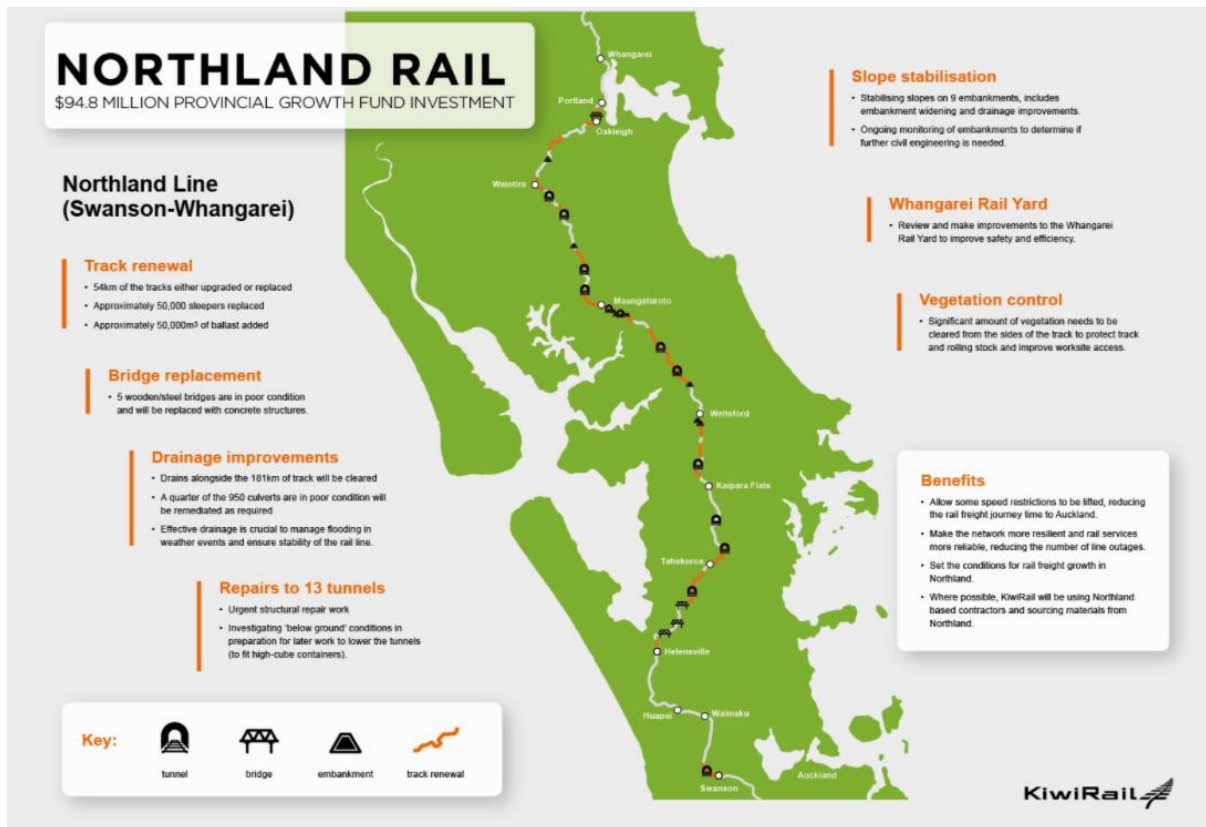 NORTHLAND RAIL
$94.8 MILLION PROVINCIAL GROWTH FUND INVESTMENT
Northland Line
(Swanson-Whangarei)
Track renewal
• 54km of the tracks either upgraded or replaced
• Approximately 50,000 sleepers replaced
• Approximately 50,000m³ of ballast added
Bridge replacement
• 5 wooden/steel bridges are in poor condition
and will be replaced with concrete structures.
Drainage improvements
• Drains alongside the 181km of track will be cleared
• A quarter of the 950 culverts are in poor condition will
be remediated as required
• Effective drainage is crucial to manage flooding in
weather events and ensure stability of the rail line.
Repairs to 13 tunnels
• Urgent structural repair work
• Investigating 'below ground' conditions in
preparation for later work to lower the tunnels
(to fit high-cube containers).
Key:
tunnel
bridge
embankment
track renewal
Whangarei
Portland
Oakleigh
Waiotira
Maungaturoto
Wellsford
Kaipara Flats
Tahekeroa
Helensville
Huapai
Waimaku
Swanson
Auckland
Slope stabilisation
• Stabilising slopes on 9 embankments, includes
embankment widening and drainage improvements.
• Ongoing monitoring of embankments to determine if
further civil engineering is needed.
Whangarei Rail Yard
• Review and make improvements to the Whangarei
Rail Yard to improve safety and efficiency.
Vegetation control
• Significant amount of vegetation needs to be
cleared from the sides of the track to protect track
and rolling stock and improve worksite access.
Benefits
• Allow some speed restrictions to be lifted, reducing
the rail freight journey time to Auckland.
• Make the network more resilient and rail services
more reliable, reducing the number of line outages.
• Set the conditions for rail freight growth in
Northland.
• Where possible, KiwiRail will be using Northland
based contractors and sourcing materials from
Northland.
KiwiRail